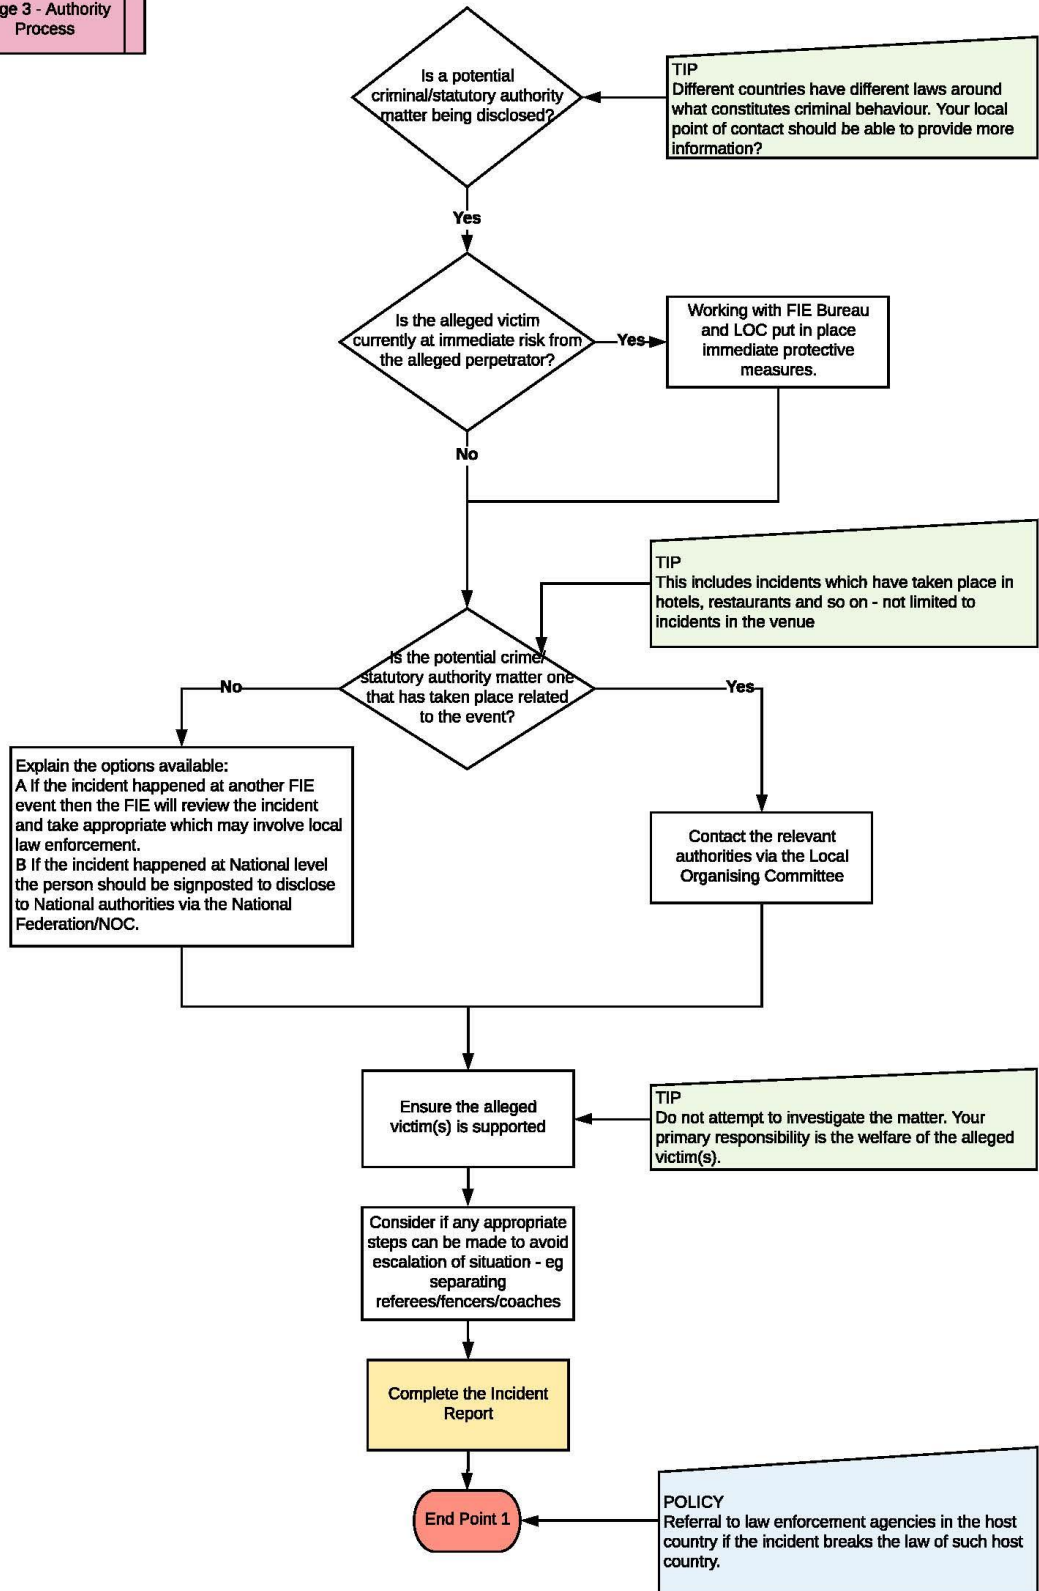 ge 3 - Authority
Process
Is a potential
criminal/statutory authority
matter being disclosed?
TIP
Different countries have different laws around
what constitutes criminal behaviour. Your local
point of contact should be able to provide more
information?
Yes
Is the alleged victim
currently at immediate risk from
the alleged perpetrator?
Yes
Working with FIE Bureau
and LOC put in place
immediate protective
measures.
No
TIP
This includes incidents which have taken place in
hotels, restaurants and so on - not limited to
incidents in the venue
Is the potential crime/
statutory authority matter one
that has taken place related
to the event?
No
Yes
Explain the options available:
A If the incident happened at another FIE
event then the FIE will review the incident
and take appropriate which may involve local
law enforcement.
B If the incident happened at National level
the person should be signposted to disclose
to National authorities via the National
Federation/NOC.
Contact the relevant
authorities via the Local
Organising Committee
Ensure the alleged
victim(s) is supported
TIP
Do not attempt to investigate the matter. Your
primary responsibility is the welfare of the alleged
victim(s).
Consider if any appropriate
steps can be made to avoid
escalation of situation - eg
separating
referees/fencers/coaches
Complete the Incident
Report
End Point 1
POLICY
Referral to law enforcement agencies in the host
country if the incident breaks the law of such host
country.